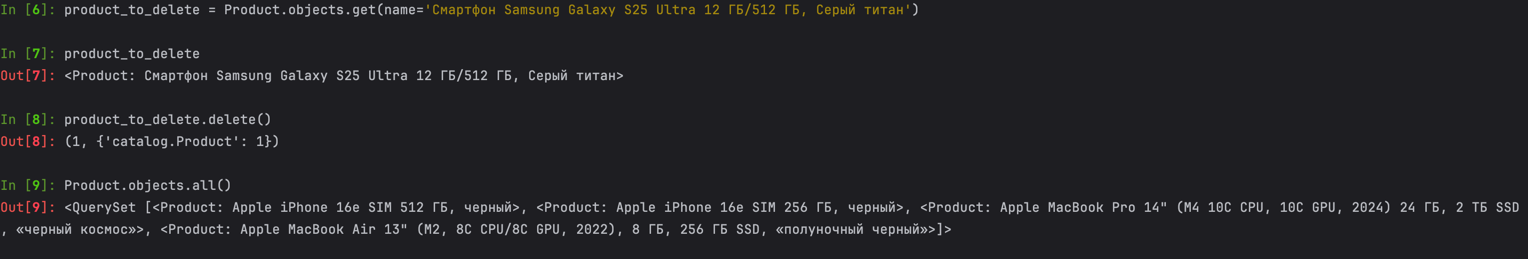 In [6]: product_to_delete = Product.objects.get(name='Смартфон Samsung Galaxy S25 Ultra 12 ГБ/512 ГБ, Серый титан')
In [7]: product_to_delete
Out[7]: <Product: Смартфон Samsung Galaxy S25 Ultra 12 ГБ/512 ГБ, Серый титан>
In [8]: product_to_delete.delete()
Out[8]: (1, {'catalog.Product': 1})
In [9]: Product.objects.all()
Out[9]: <QuerySet [<Product: Apple iPhone 16e SIM 512 ГБ, черный>, <Product: Apple iPhone 16e SIM 256 ГБ, черный>, <Product: Apple MacBook Pro 14" (M4 10C CPU, 10C GPU, 2024) 24 ГБ, 2 ТБ SSD
, «черный космос»>, <Product: Apple MacBook Air 13" (M2, 8C CPU/8C GPU, 2022), 8 ГБ, 256 ГБ SSD, «полуночный черный»>]>